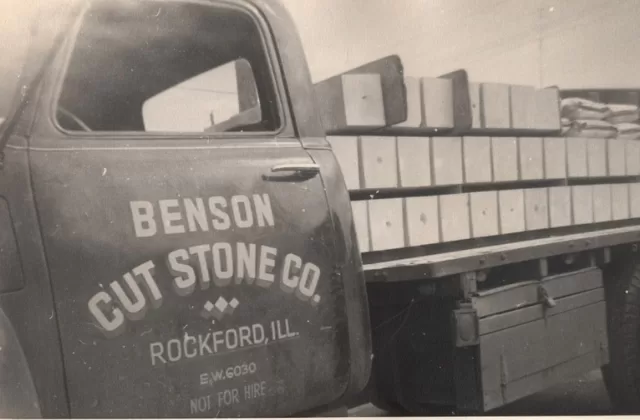 BENSON
CUT STONE CO.
ROCKFORD, ILL.
E.W. 6030
NOT FOR HIRE